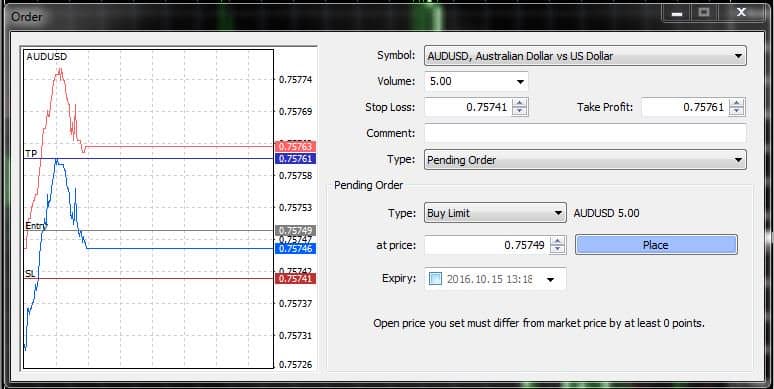 Order
AUDUSD
0.75774
0.75769
0.75763
TP
0.75761
0.75758
0.75753
Entry
0.75749
0.75747
0.75746
0.75742
SL
0.75741
0.75737
0.75731
0.75726
Symbol: AUDUSD, Australian Dollar vs US Dollar
Volume: 5.00
Stop Loss: 0.75741 Take Profit: 0.75761
Comment:
Type: Pending Order
Pending Order
Type: Buy Limit AUDUSD 5.00
at price: 0.75749 Place
Expiry: 2016.10.15 13:18
Open price you set must differ from market price by at least 0 points.